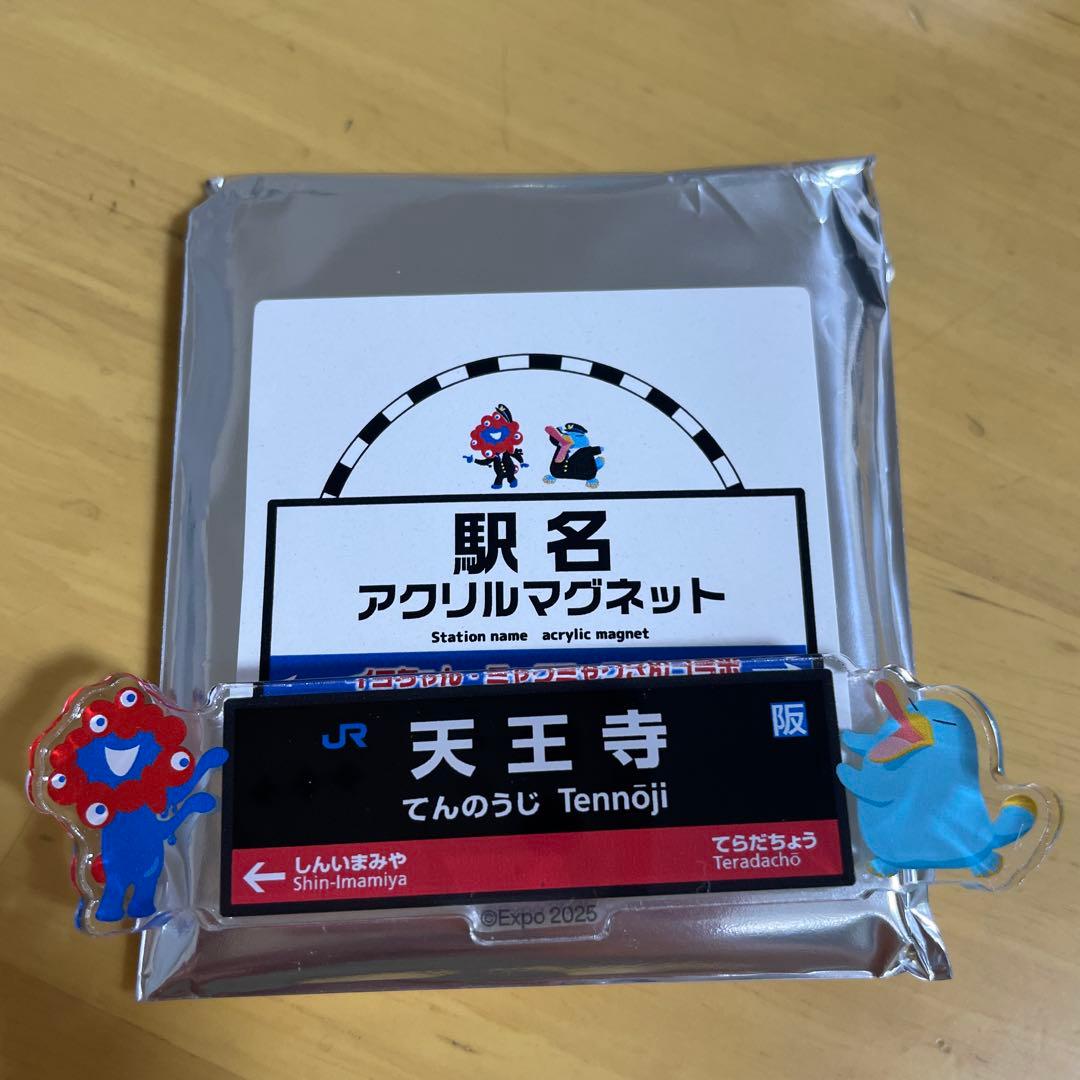 駅名
アクリルマグネット
Station name acrylic magnet
JR 天王寺 阪
てんのうじ Tennōji
← しんいまみや てらだちょう
Shin-Imamiya Teradachō
©Expo 2025